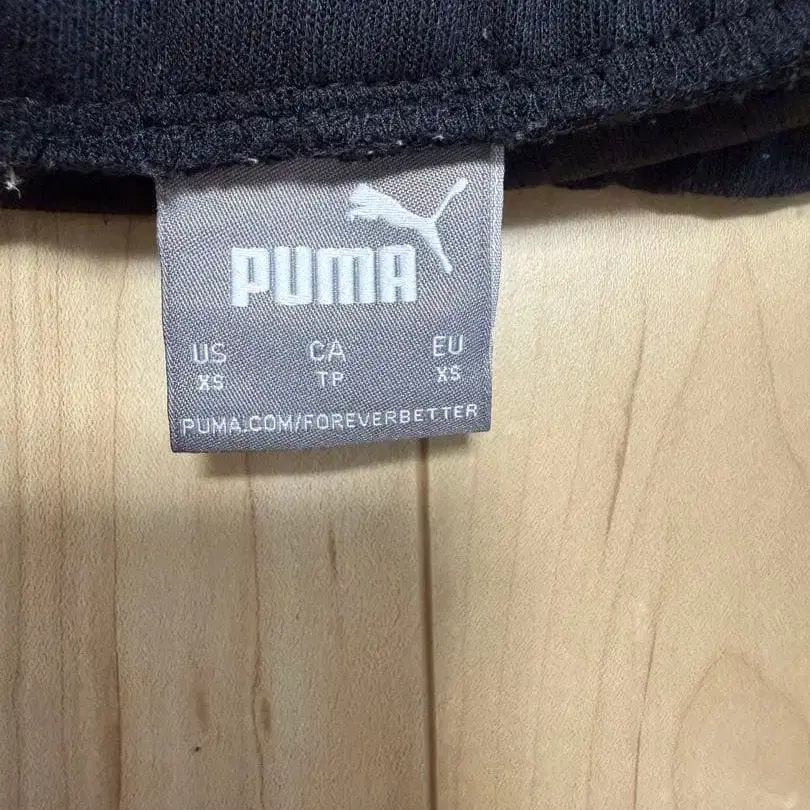 PUMA
US CA EU
XS TP XS
PUMA.COM/FOREVERBETTER